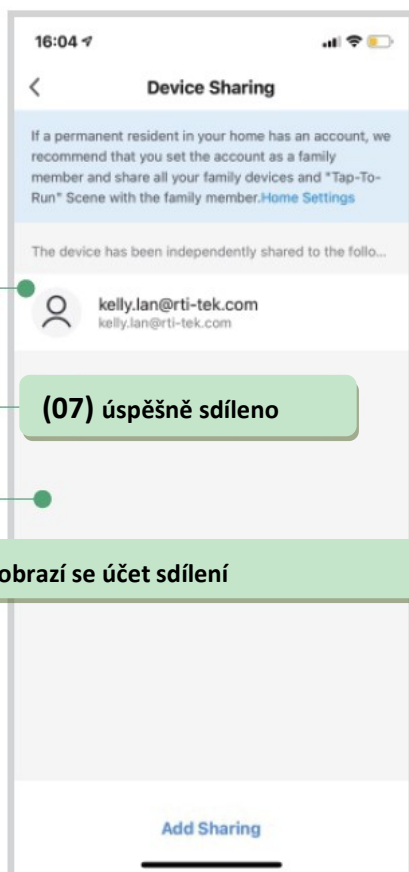 16:04
Device Sharing
If a permanent resident in your home has an account, we
recommend that you set the account as a family
member and share all your family devices and "Tap-To-
Run" Scene with the family member.Home Settings
The device has been independently shared to the follo...
kelly.lan@rti-tek.com
kelly.lan@rti-tek.com
(07) úspěšně sdíleno
obrazí se účet sdílení
Add Sharing